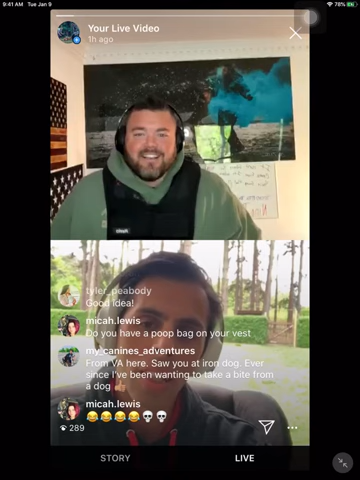 9:41 AM Tue Jan 9
78%
Your Live Video
1h ago
tyler_peabody
Good idea!
micah.lewis
Do you have a poop bag on your vest
my_canines_adventures
From VA here. Saw you at iron dog. Ever
since I've been wanting to take a bite from
a dog 👍🏼
micah.lewis
😂😂😂😂💀💀
289
STORY
LIVE